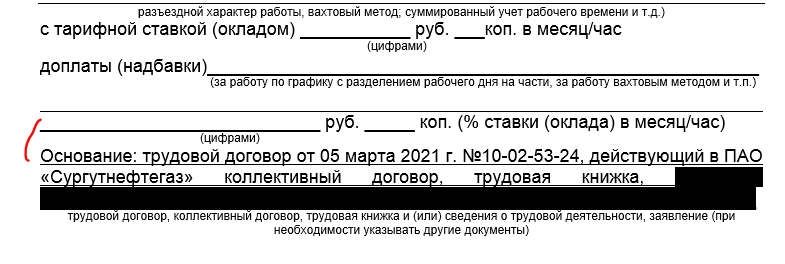 разъездной характер работы, вахтовый метод; суммированный учет рабочего времени и т.д.)
с тарифной ставкой (окладом) __________ руб. ___коп. в месяц/час
(цифрами)
доплаты (надбавки)
(за работу по графику с разделением рабочего дня на части, за работу вахтовым методом и т.п.)
____________________________ руб. _____ коп. (% ставки (оклада) в месяц/час)
(цифрами)
Основание: трудовой договор от 05 марта 2021 г. №10-02-53-24, действующий в ПАО
«Сургутнефтегаз» коллективный договор, трудовая книжка,
трудовой договор, коллективный договор, трудовая книжка и (или) сведения о трудовой деятельности, заявление (при
необходимости указывать другие документы)